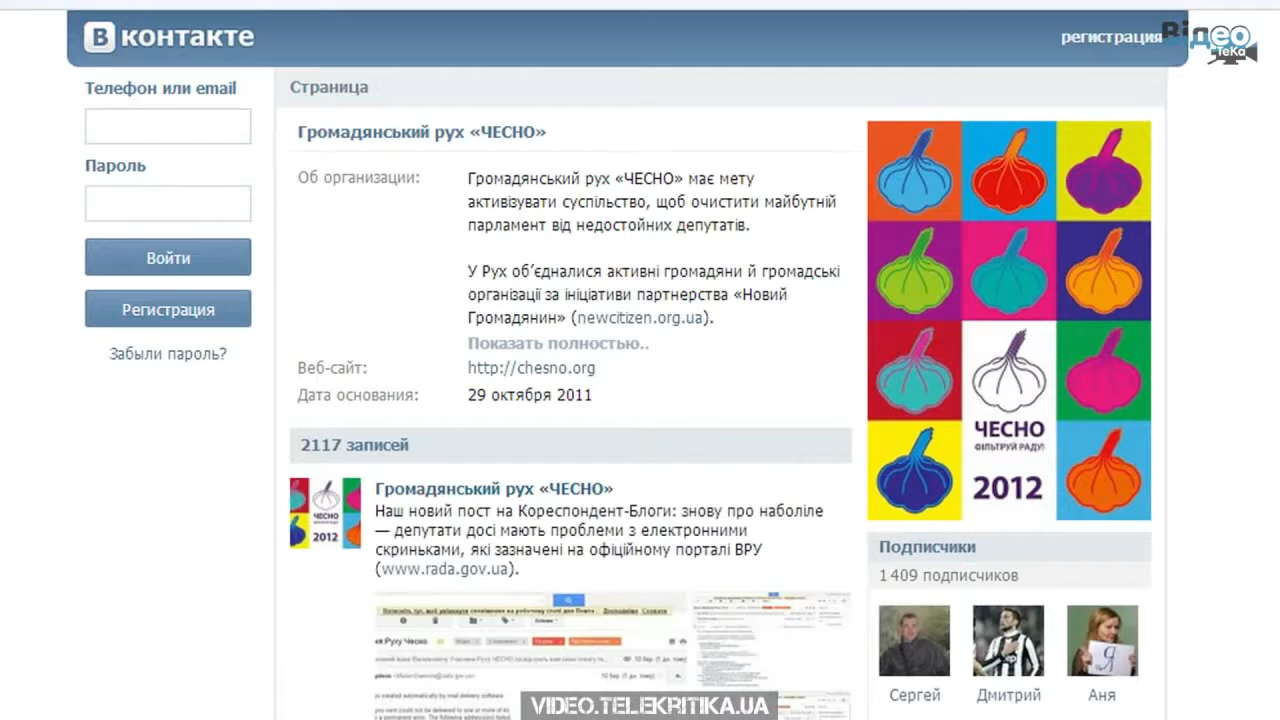 В контакте
регистрация
Відео
ТеКа
Телефон или email
Пароль
Войти
Регистрация
Забыли пароль?
Страница
Громадянський рух «ЧЕСНО»
Об организации:
Громадянський рух «ЧЕСНО» має мету
активізувати суспільство, щоб очистити майбутній
парламент від недостойних депутатів.
У Рух об’єдналися активні громадяни й громадські
організації за ініціативи партнерства «Новий
Громадянин» (newcitizen.org.ua).
Показать полностью..
Веб-сайт:
http://chesno.org
Дата основания:
29 октября 2011
2117 записей
Громадянський рух «ЧЕСНО»
Наш новий пост на Кореспондент-Блоги: знову про наболіле
— депутати досі мають проблеми з електронними
скриньками, які зазначені на офіційному порталі ВРУ
(www.rada.gov.ua).
ЧЕСНО
2012
ЧЕСНО
ФІЛЬТРУЙ РАДУ!
2012
Подписчики
1 409 подписчиков
Я
Сергей
Дмитрий
Аня
VIDEO.TELEKRITIKA.UA